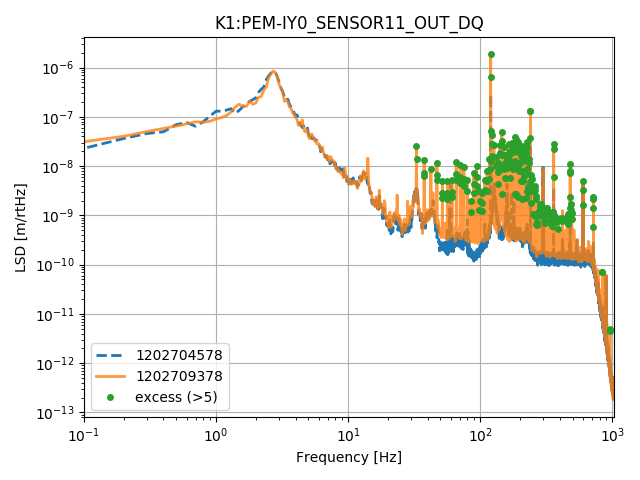 K1:PEM-IY0_SENSOR11_OUT_DQ
LSD [m/rtHz]
10⁻⁶
10⁻⁷
10⁻⁸
10⁻⁹
10⁻¹⁰
10⁻¹¹
10⁻¹²
10⁻¹³
1202704578
1202709378
excess (>5)
10⁻¹ 10⁰ 10¹ 10² 10³
Frequency [Hz]